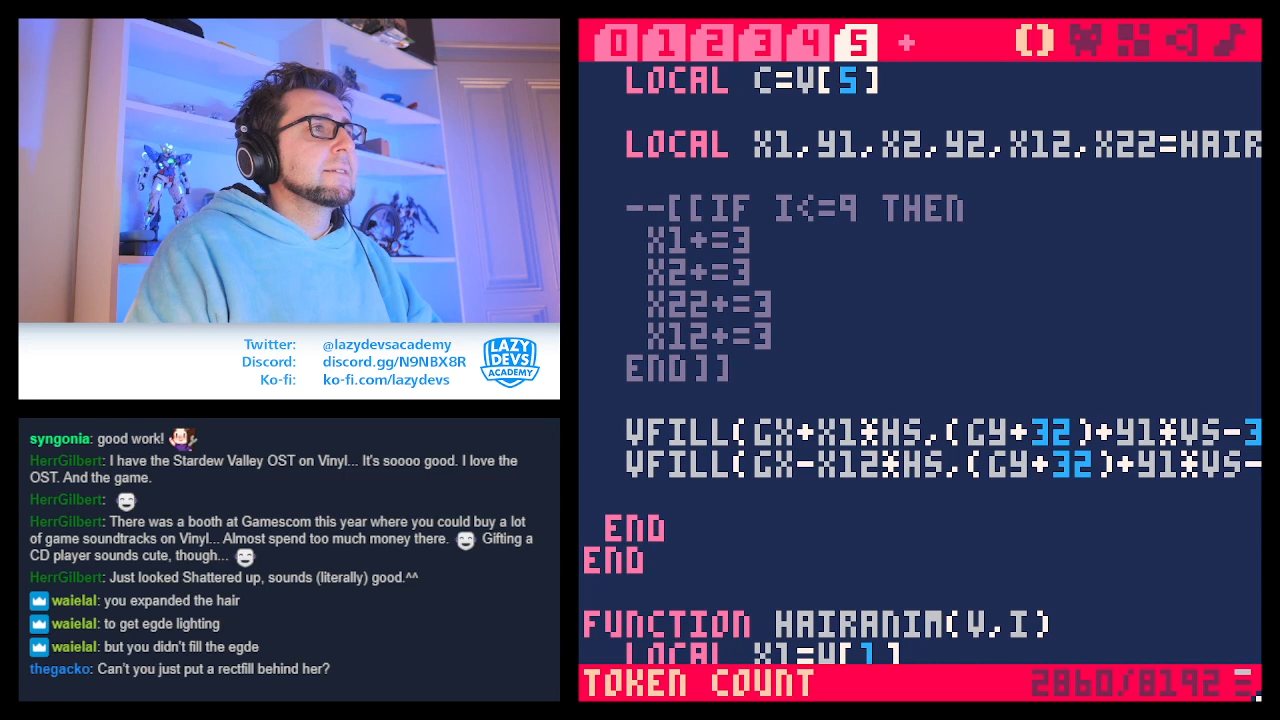 Twitter: @lazydevsacademy
Discord: discord.gg/N9NBX8R
Ko-fi: ko-fi.com/lazydevs
LAZY
DEVS
ACADEMY
syngonia: good work!
HerrGilbert: I have the Stardew Valley OST on Vinyl... It's soooo good. I love the
OST. And the game.
HerrGilbert:
HerrGilbert: There was a booth at Gamescom this year where you could buy a lot
of game soundtracks on Vinyl... Almost spend too much money there. Gifting a
CD player sounds cute, though...
HerrGilbert: Just looked Shattered up, sounds (literally) good.^^
waielal: you expanded the hair
waielal: to get egde lighting
waielal: but you didn't fill the egde
thegacko: Can't you just put a rectfill behind her?
0 1 2 3 4 5 + ()
LOCAL C=V[5]
LOCAL X1,Y1,X2,Y2,X12,X22=HAIR
--[[IF I<=9 THEN
X1+=3
X2+=3
X22+=3
X12+=3
END]]
VFILL(GX+X1*HS,(GY+32)+Y1*VS-3
VFILL(GX-X12*HS,(GY+32)+Y1*VS-
END
END
FUNCTION HAIRANIM(V,I)
LOCAL X1=V[1]
TOKEN COUNT 2860/8192